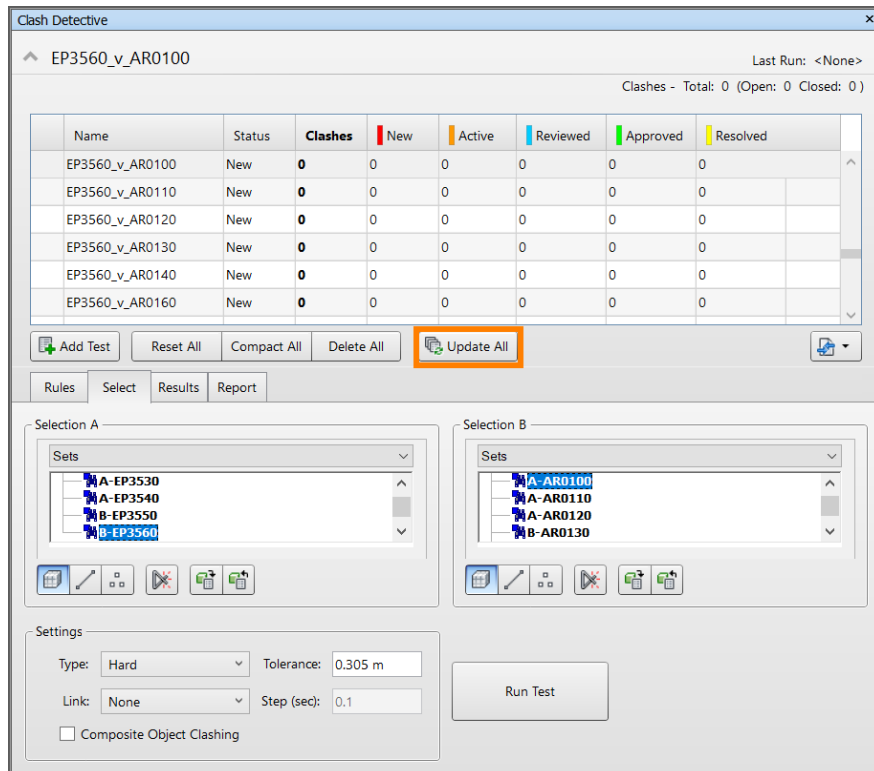 Clash Detective x
EP3560_v_AR0100
Last Run: <None>
Clashes - Total: 0 (Open: 0 Closed: 0 )
Name Status Clashes New Active Reviewed Approved Resolved
EP3560_v_AR0100 New 0 0 0 0 0 0
EP3560_v_AR0110 New 0 0 0 0 0 0
EP3560_v_AR0120 New 0 0 0 0 0 0
EP3560_v_AR0130 New 0 0 0 0 0 0
EP3560_v_AR0140 New 0 0 0 0 0 0
EP3560_v_AR0160 New 0 0 0 0 0 0
Add Test Reset All Compact All Delete All Update All
Rules Select Results Report
Selection A
Sets
A-EP3530
A-EP3540
B-EP3550
B-EP3560
Selection B
Sets
A-AR0100
A-AR0110
A-AR0120
B-AR0130
Settings
Type: Hard Tolerance: 0.305 m
Link: None Step (sec): 0.1
Composite Object Clashing
Run Test